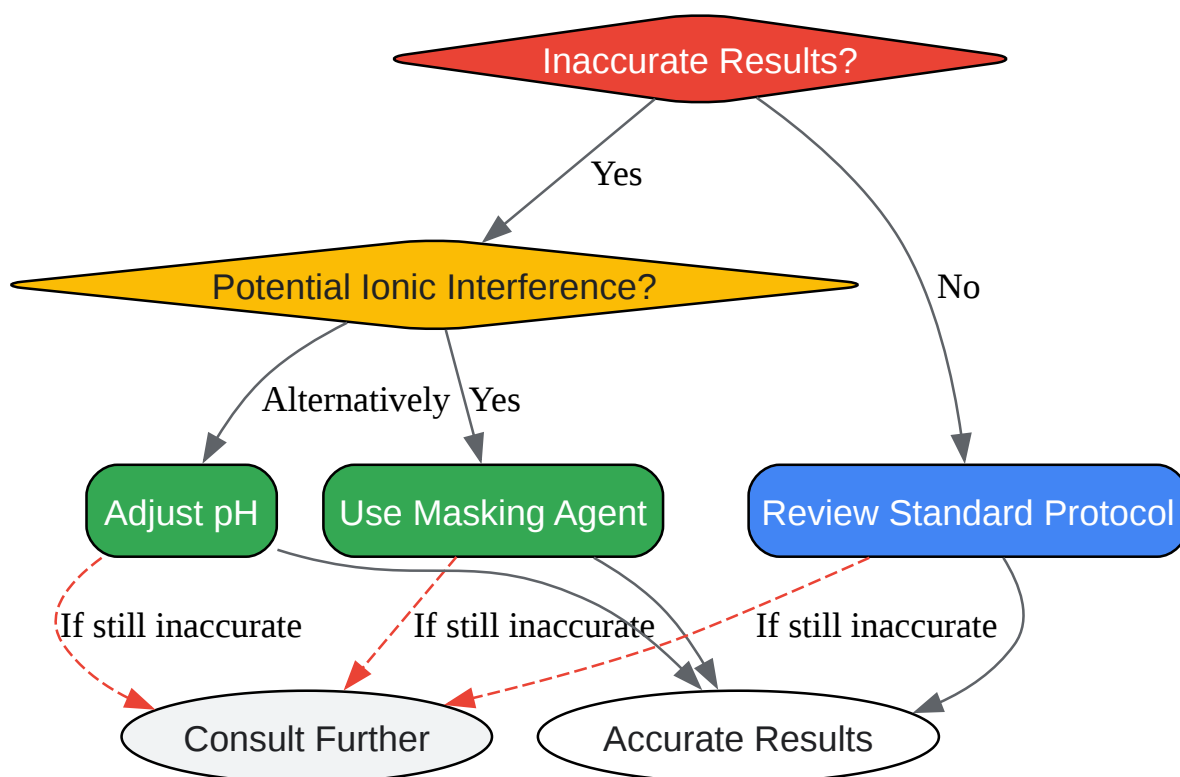 Inaccurate Results?
Yes
Potential Ionic Interference?
No
Alternatively
Yes
Adjust pH
Use Masking Agent
Review Standard Protocol
If still inaccurate
If still inaccurate
If still inaccurate
Consult Further
Accurate Results